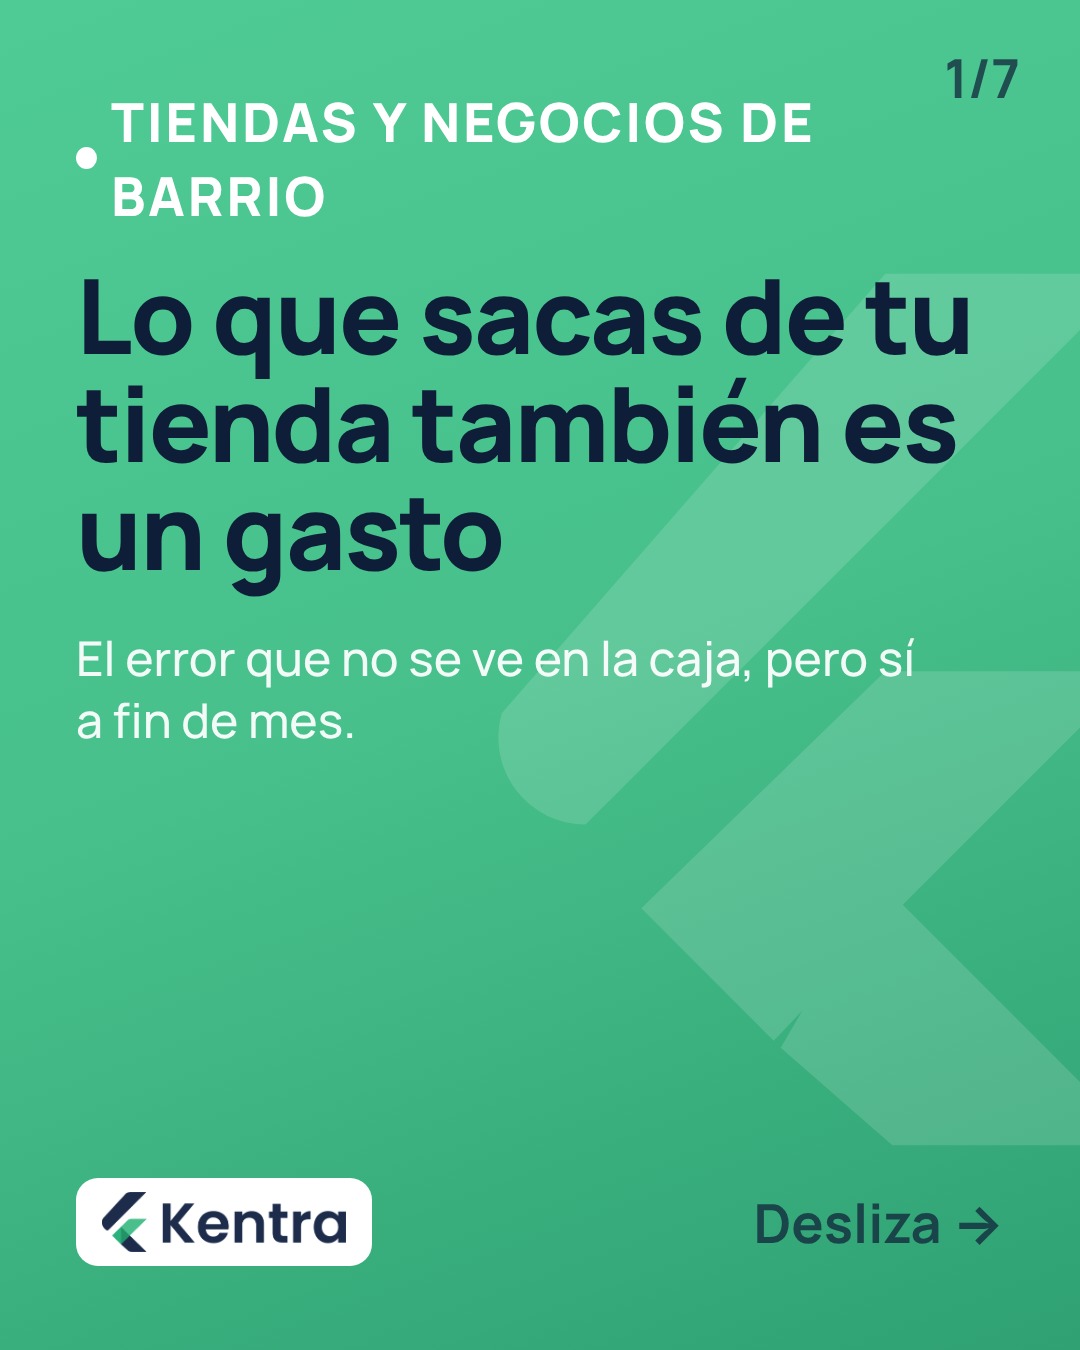 1/7
TIENDAS Y NEGOCIOS DE
BARRIO
Lo que sacas de tu
tienda también es
un gasto
El error que no se ve en la caja, pero sí
a fin de mes.
Kentra
Desliza →